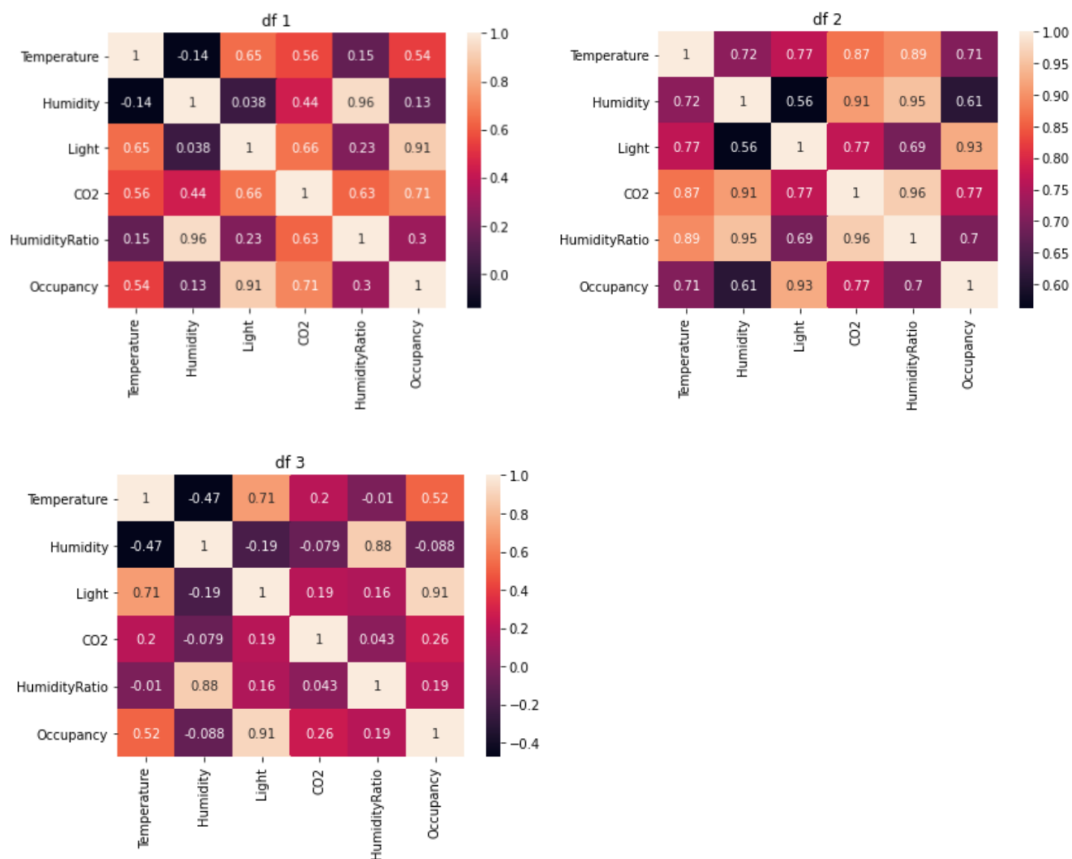 df 1
Temperature 1 -0.14 0.65 0.56 0.15 0.54
Humidity -0.14 1 0.038 0.44 0.96 0.13
Light 0.65 0.038 1 0.66 0.23 0.91
CO2 0.56 0.44 0.66 1 0.63 0.71
HumidityRatio 0.15 0.96 0.23 0.63 1 0.3
Occupancy 0.54 0.13 0.91 0.71 0.3 1
Temperature Humidity Light CO2 HumidityRatio Occupancy
1.0
0.8
0.6
0.4
0.2
0.0
df 2
Temperature 1 0.72 0.77 0.87 0.89 0.71
Humidity 0.72 1 0.56 0.91 0.95 0.61
Light 0.77 0.56 1 0.77 0.69 0.93
CO2 0.87 0.91 0.77 1 0.96 0.77
HumidityRatio 0.89 0.95 0.69 0.96 1 0.7
Occupancy 0.71 0.61 0.93 0.77 0.7 1
Temperature Humidity Light CO2 HumidityRatio Occupancy
1.00
0.95
0.90
0.85
0.80
0.75
0.70
0.65
0.60
df 3
Temperature 1 -0.47 0.71 0.2 -0.01 0.52
Humidity -0.47 1 -0.19 -0.079 0.88 -0.088
Light 0.71 -0.19 1 0.19 0.16 0.91
CO2 0.2 -0.079 0.19 1 0.043 0.26
HumidityRatio -0.01 0.88 0.16 0.043 1 0.19
Occupancy 0.52 -0.088 0.91 0.26 0.19 1
Temperature Humidity Light CO2 HumidityRatio Occupancy
1.0
0.8
0.6
0.4
0.2
0.0
−0.2
−0.4